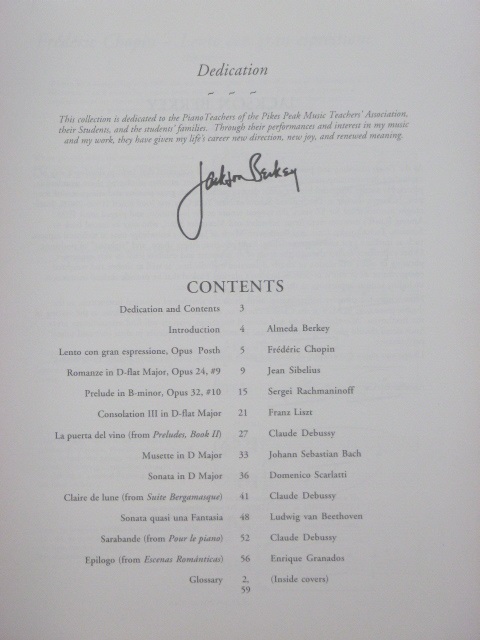 Dedication
~ ~ ~
This collection is dedicated to the Piano Teachers of the Pikes Peak Music Teachers' Association,
their Students, and the students' families. Through their performances and interest in my music
and my work, they have given my life's career new direction, new joy, and renewed meaning.
Jackson Berkey
CONTENTS
Dedication and Contents 3
Introduction 4 Almeda Berkey
Lento con gran espressione, Opus Posth 5 Frédéric Chopin
Romanze in D-flat Major, Opus 24, #9 9 Jean Sibelius
Prelude in B-minor, Opus 32, #10 15 Sergei Rachmaninoff
Consolation III in D-flat Major 21 Franz Liszt
La puerta del vino (from Preludes, Book II) 27 Claude Debussy
Musette in D Major 33 Johann Sebastian Bach
Sonata in D Major 36 Domenico Scarlatti
Claire de lune (from Suite Bergamasque) 41 Claude Debussy
Sonata quasi una Fantasia 48 Ludwig van Beethoven
Sarabande (from Pour le piano) 52 Claude Debussy
Epilogo (from Escenas Románticas) 56 Enrique Granados
Glossary 2, (Inside covers)
59